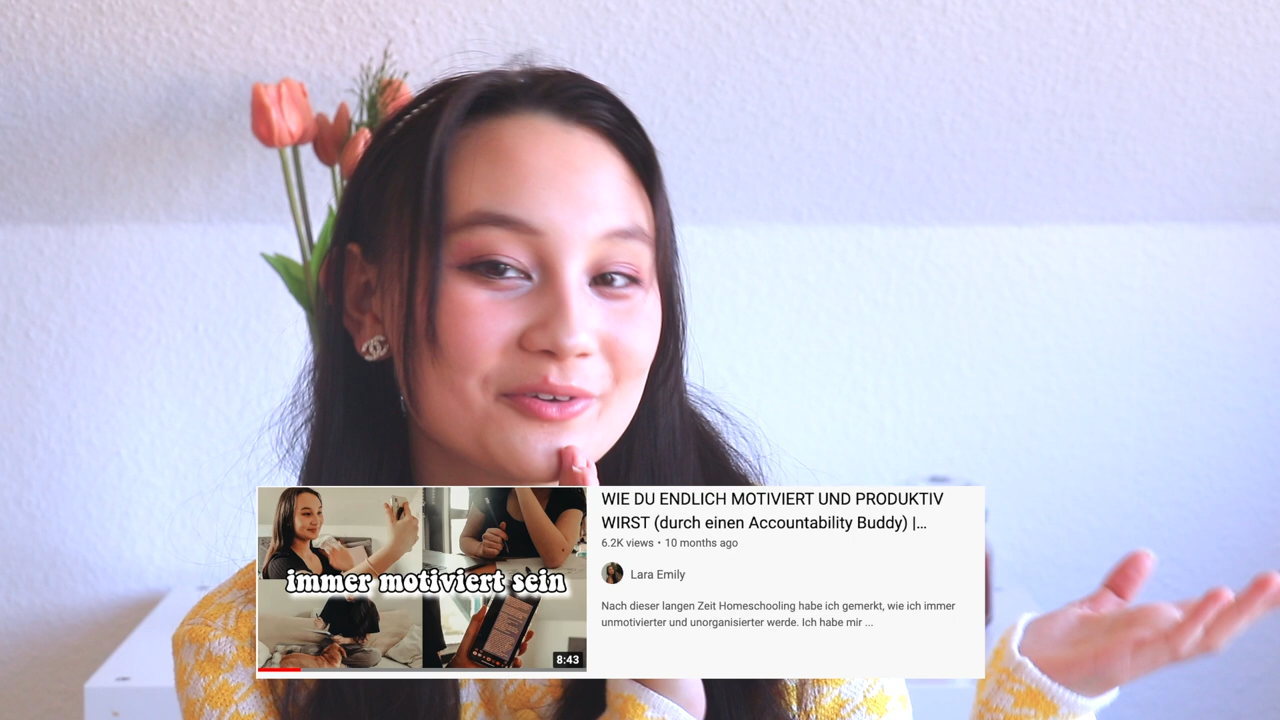 immer motiviert sein
8:43
WIE DU ENDLICH MOTIVIERT UND PRODUKTIV
WIRST (durch einen Accountability Buddy) |...
6.2K views • 10 months ago
Lara Emily
Nach dieser langen Zeit Homeschooling habe ich gemerkt, wie ich immer
unmotivierter und unorganisierter werde. Ich habe mir ...